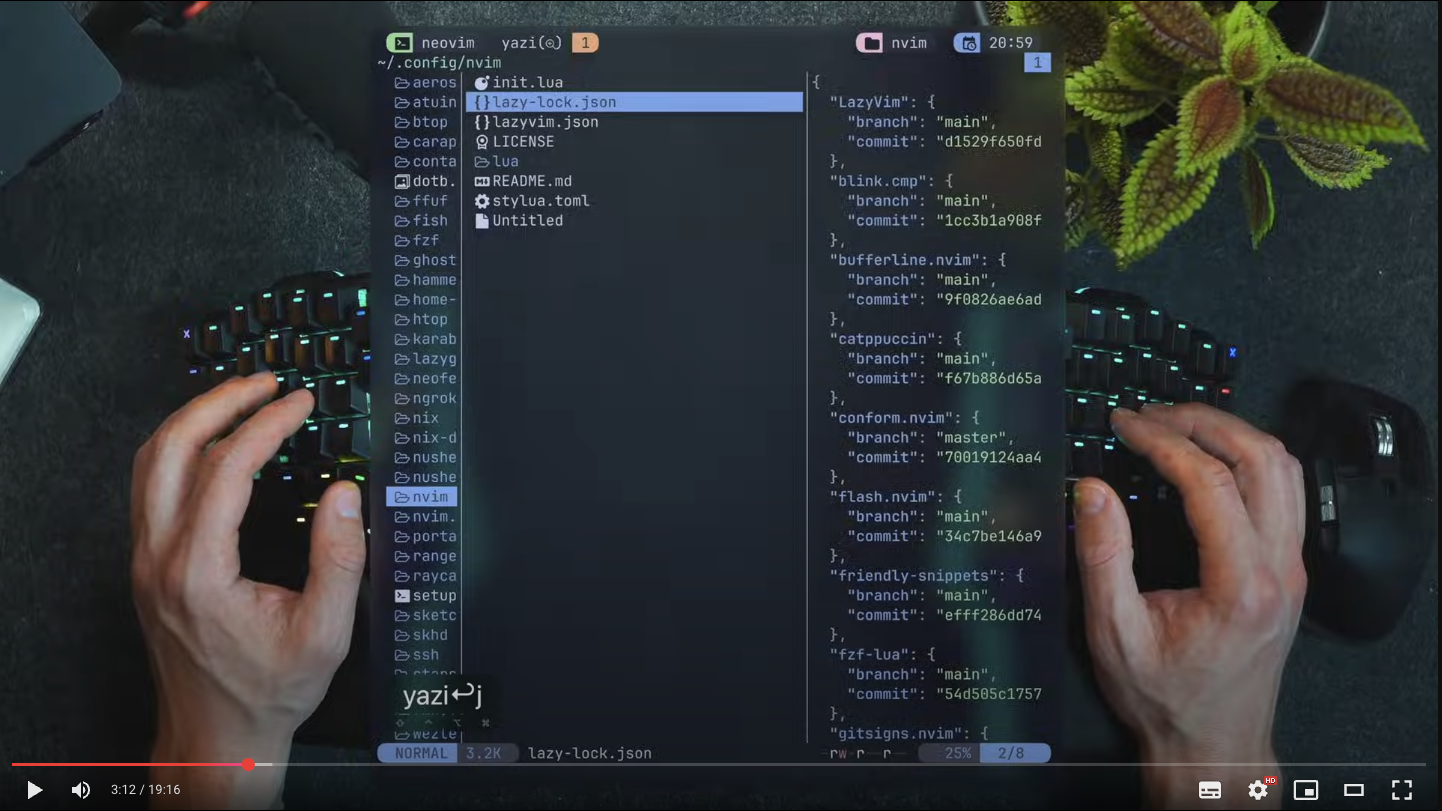 neovim yazi 1 nvim 20:59
~/.config/nvim 1
aeros
atuin
btop
carap
conta
dotb.
ffuf
fish
fzf
ghost
hamme
home-
htop
karab
lazyg
neofe
ngrok
nix
nix-d
nushe
nushe
nvim
nvim.
porta
range
rayca
setup
sketc
skhd
ssh
wezte
init.lua
{}lazy-lock.json
{}lazyvim.json
LICENSE
lua
README.md
stylua.toml
Untitled
{
"LazyVim": {
"branch": "main",
"commit": "d1529f650fd
},
"blink.cmp": {
"branch": "main",
"commit": "1cc3b1a908f
},
"bufferline.nvim": {
"branch": "main",
"commit": "9f0826ae6ad
},
"catppuccin": {
"branch": "main",
"commit": "f67b886d65a
},
"conform.nvim": {
"branch": "master",
"commit": "70019124aa4
},
"flash.nvim": {
"branch": "main",
"commit": "34c7be146a9
},
"friendly-snippets": {
"branch": "main",
"commit": "efff286dd74
},
"fzf-lua": {
"branch": "main",
"commit": "54d505c1757
},
"gitsigns.nvim": {
yazi↩j
NORMAL 3.2K lazy-lock.json rw-r--r-- 25% 2/8
3:12 / 19:16 HD